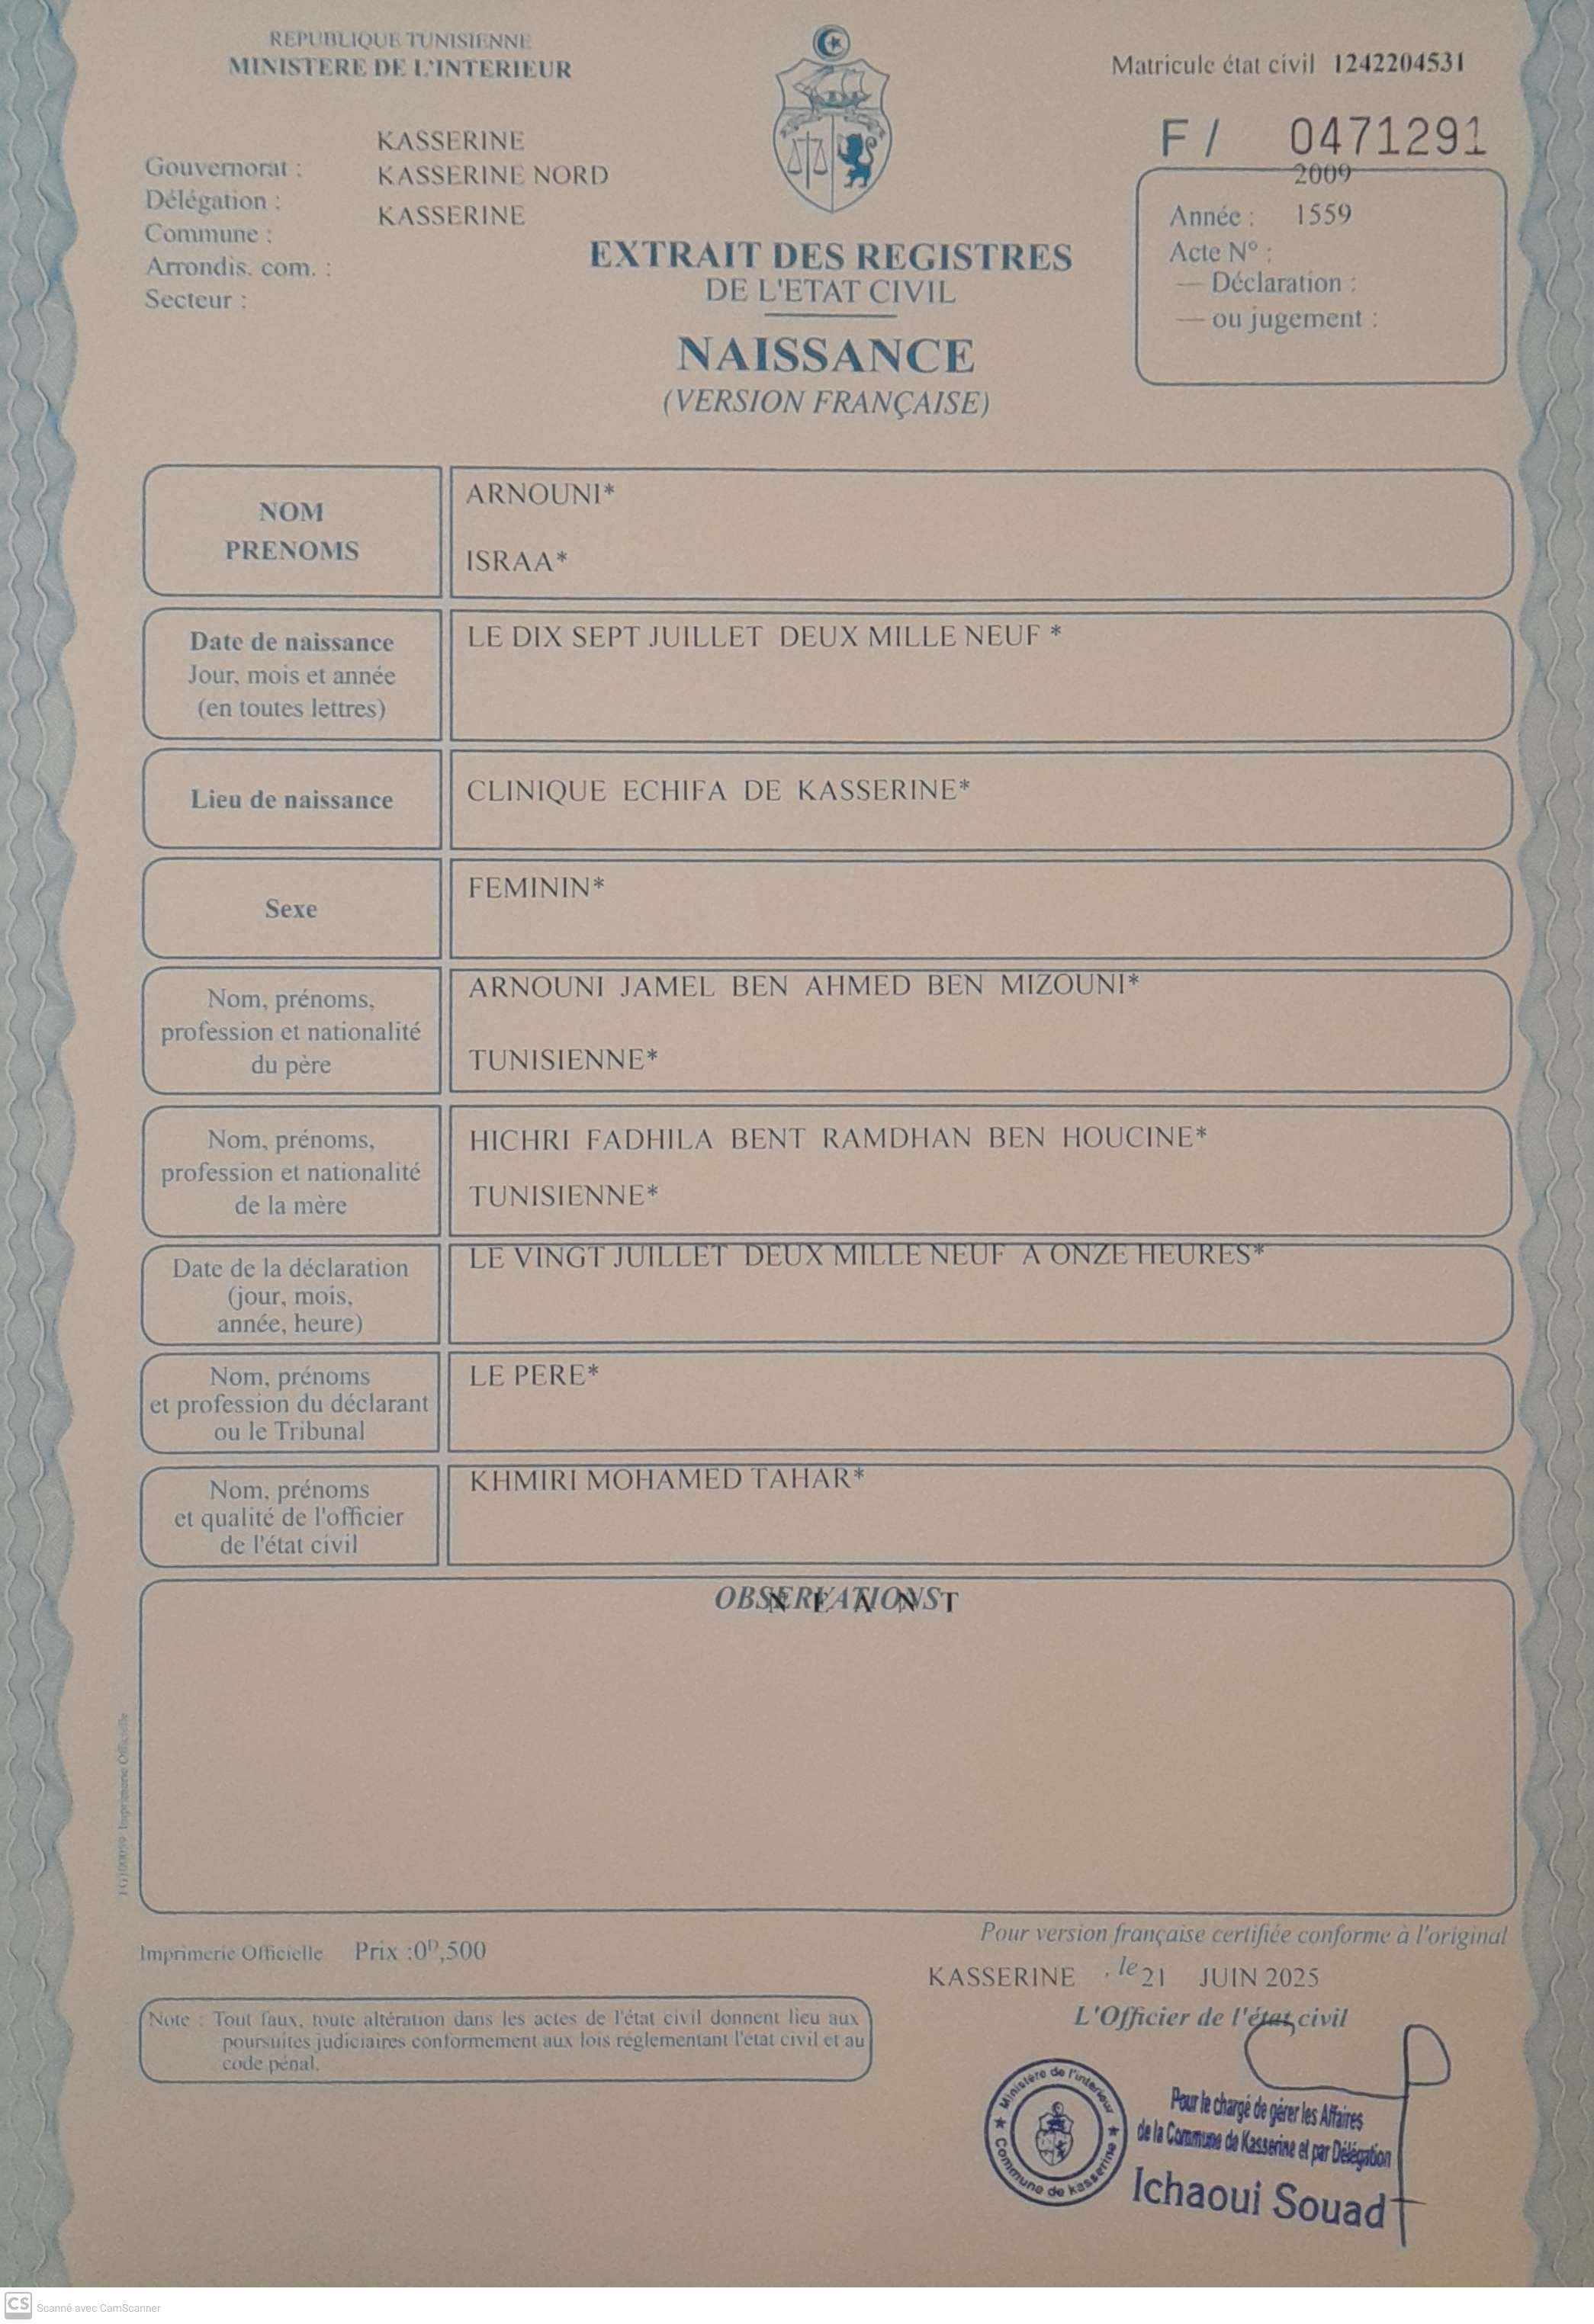 REPUBLIQUE TUNISIENNE
MINISTERE DE L'INTERIEUR
Matricule état civil 1242204531
F / 0471291
Gouvernorat : KASSERINE
Délégation : KASSERINE NORD
Commune : KASSERINE
Arrondis. com. :
Secteur :
2009
Année : 1559
Acte N° :
— Déclaration :
— ou jugement :
EXTRAIT DES REGISTRES
DE L'ETAT CIVIL
NAISSANCE
(VERSION FRANÇAISE)
NOM
PRENOMS
ARNOUNI*
ISRAA*
Date de naissance
Jour, mois et année
(en toutes lettres)
LE DIX SEPT JUILLET DEUX MILLE NEUF *
Lieu de naissance
CLINIQUE ECHIFA DE KASSERINE*
Sexe
FEMININ*
Nom, prénoms,
profession et nationalité
du père
ARNOUNI JAMEL BEN AHMED BEN MIZOUNI*
TUNISIENNE*
Nom, prénoms,
profession et nationalité
de la mère
HICHRI FADHILA BENT RAMDHAN BEN HOUCINE*
TUNISIENNE*
Date de la déclaration
(jour, mois,
année, heure)
LE VINGT JUILLET DEUX MILLE NEUF A ONZE HEURES*
Nom, prénoms
et profession du déclarant
ou le Tribunal
LE PERE*
Nom, prénoms
et qualité de l'officier
de l'état civil
KHMIRI MOHAMED TAHAR*
OBSERVATIONS
N E A N T
Imprimerie Officielle Prix :0ᴰ,500
Pour version française certifiée conforme à l'original
KASSERINE , le 21 JUIN 2025
L'Officier de l'état civil
Note : Tout faux, toute altération dans les actes de l'état civil donnent lieu aux
poursuites judiciaires conformement aux lois réglementant l'état civil et au
code pénal.
Ministère de l'interieur
Commune de kasserine
Pour le chargé de gérer les Affaires
de la Commune de Kasserine et par Délégation
Ichaoui Souad
CS Scanné avec CamScanner